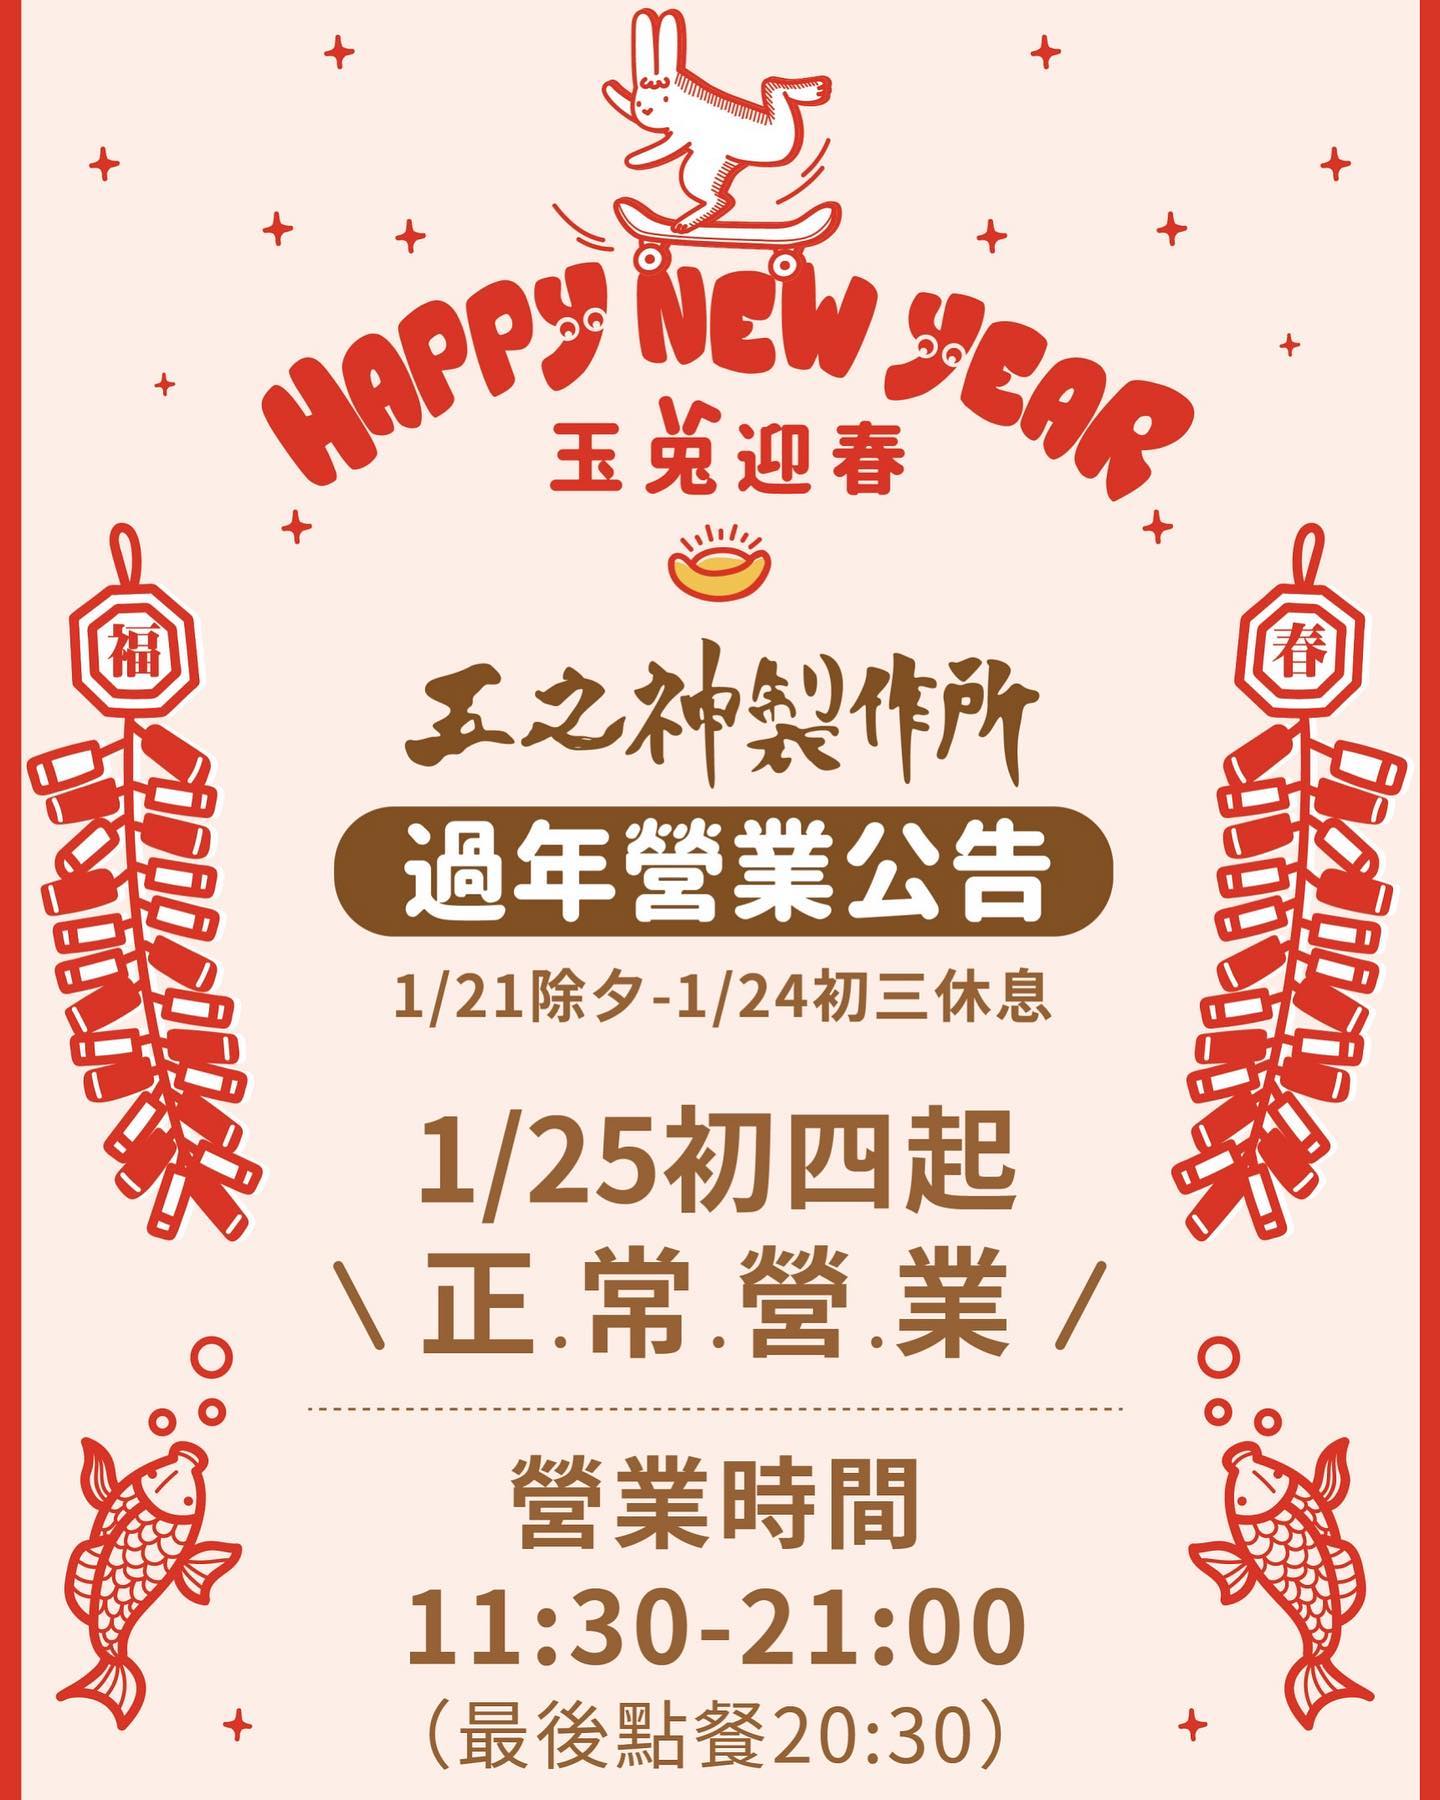 HAPPY NEW YEAR
玉兔迎春
福
春
五之神製作所
過年營業公告
1/21除夕-1/24初三休息
1/25初四起
\ 正.常.營.業 /
營業時間
11:30-21:00
（最後點餐20:30）